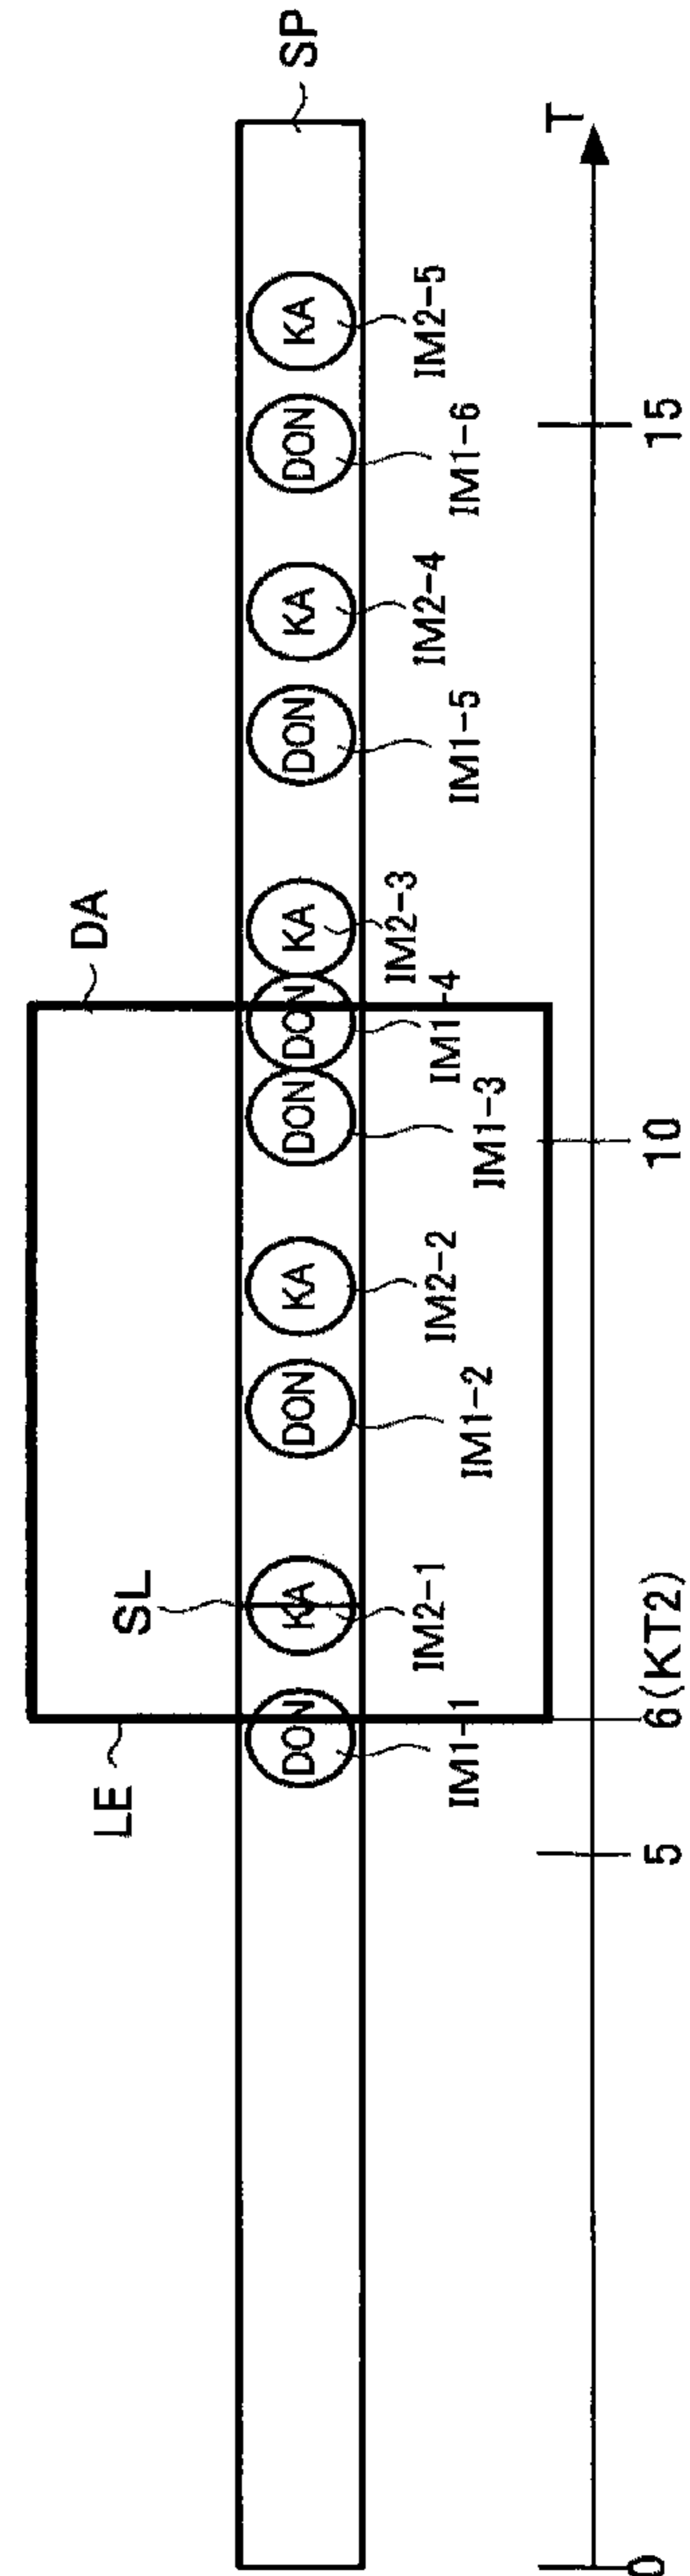 SP
DA
SL
LE
DON
KA
DON
KA
DON
DON
KA
DON
KA
DON
KA
IM1-1
IM2-1
IM1-2
IM2-2
IM1-3
IM1-4
IM2-3
IM1-5
IM2-4
IM1-6
IM2-5
T
0
5
6(KT2)
10
15